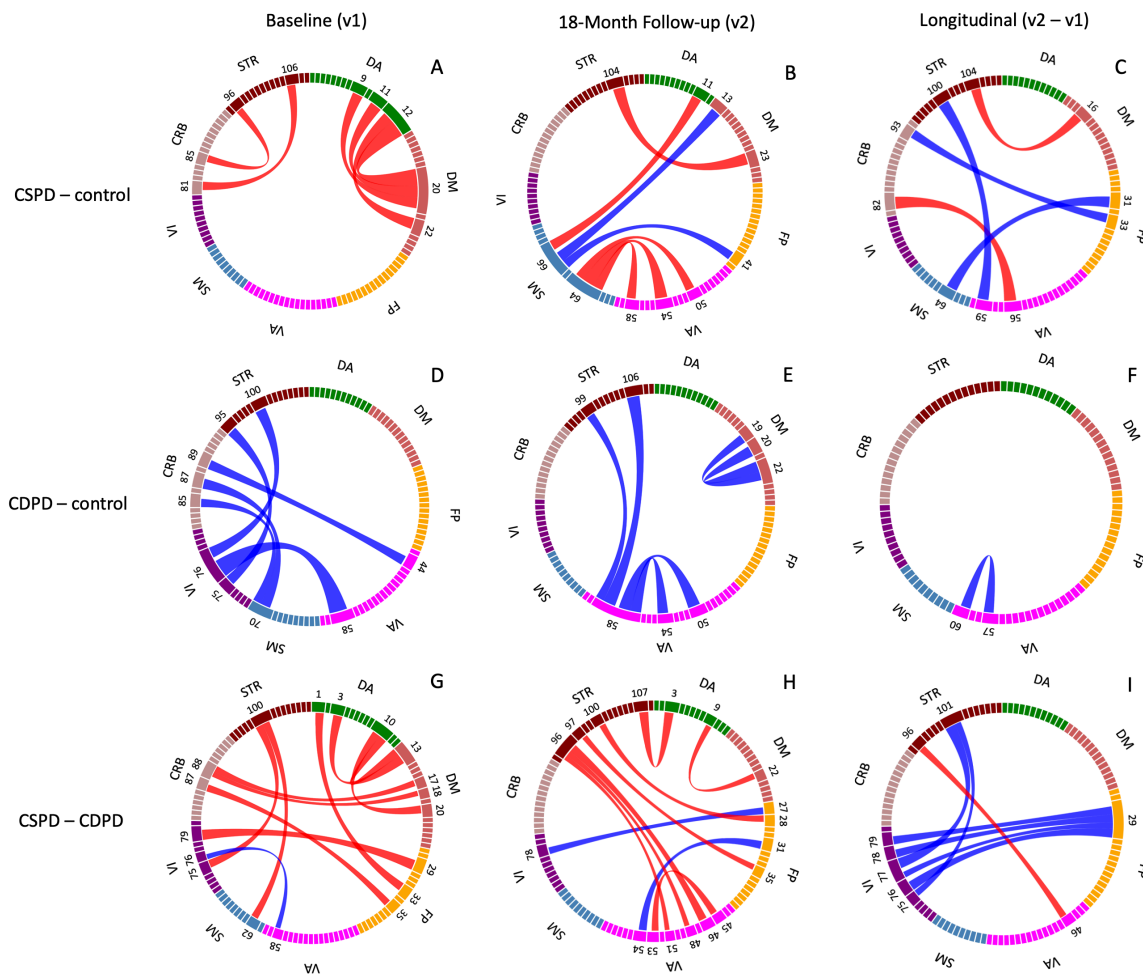 Baseline (v1)
18-Month Follow-up (v2)
Longitudinal (v2 – v1)
CSPD – control
A
STR
106
DA
9
11
12
DM
20
22
FP
VA
SM
VI
81
85
CRB
96
B
STR
104
DA
11
13
DM
23
FP
41
VA
50
54
58
64
SM
66
VI
CRB
C
STR
100
104
DA
16
DM
31
33
FP
VA
56
59
64
SM
VI
82
CRB
93
CDPD – control
D
STR
100
DA
DM
FP
44
VA
58
SM
70
75
VI
76
85
87
CRB
89
95
E
STR
99
106
DA
DM
19
20
22
FP
VA
50
54
58
SM
VI
CRB
F
STR
DA
DM
FP
VA
57
60
SM
VI
CRB
CSPD – CDPD
G
STR
100
1
3
DA
10
13
DM
17
18
20
29
33
35
FP
VA
58
62
SM
75
76
VI
79
87
88
CRB
H
STR
96
97
100
107
3
DA
9
DM
22
27
28
31
35
FP
45
46
48
VA
51
53
54
SM
VI
78
CRB
I
STR
96
101
DA
DM
29
FP
46
VA
SM
75
76
VI
77
78
79
CRB